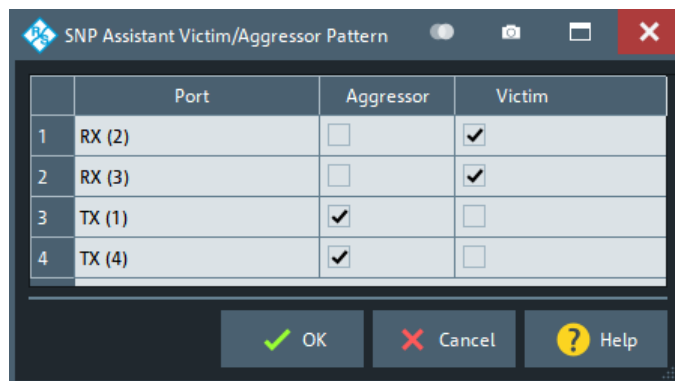 R&S SNP Assistant Victim/Aggressor Pattern
Port Aggressor Victim
1 RX (2)
2 RX (3)
3 TX (1)
4 TX (4)
OK Cancel ? Help